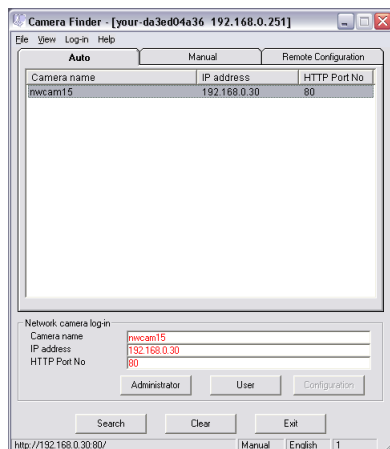 Camera Finder - [your-da3ed04a36 192.168.0.251]
File View Log-in Help
Auto Manual Remote Configuration
Camera name IP address HTTP Port No
nwcam15 192.168.0.30 80
Network camera log-in
Camera name nwcam15
IP address 192.168.0.30
HTTP Port No 80
Administrator User Configuration
Search Clear Exit
http://192.168.0.30:80/ Manual English 1